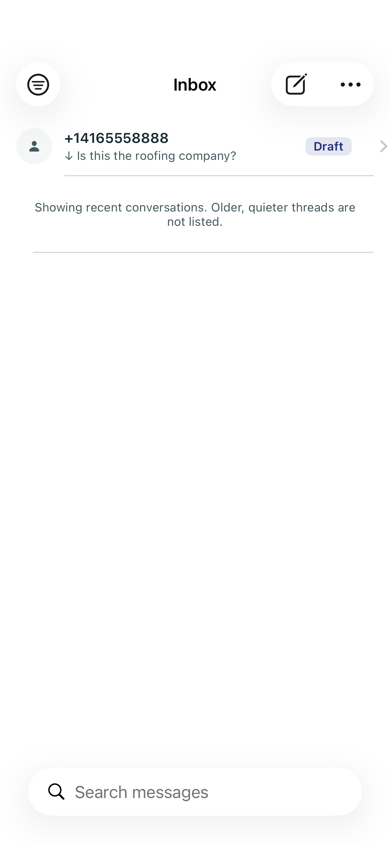 Inbox
+14165558888
↓ Is this the roofing company?
Draft
Showing recent conversations. Older, quieter threads are
not listed.
Search messages